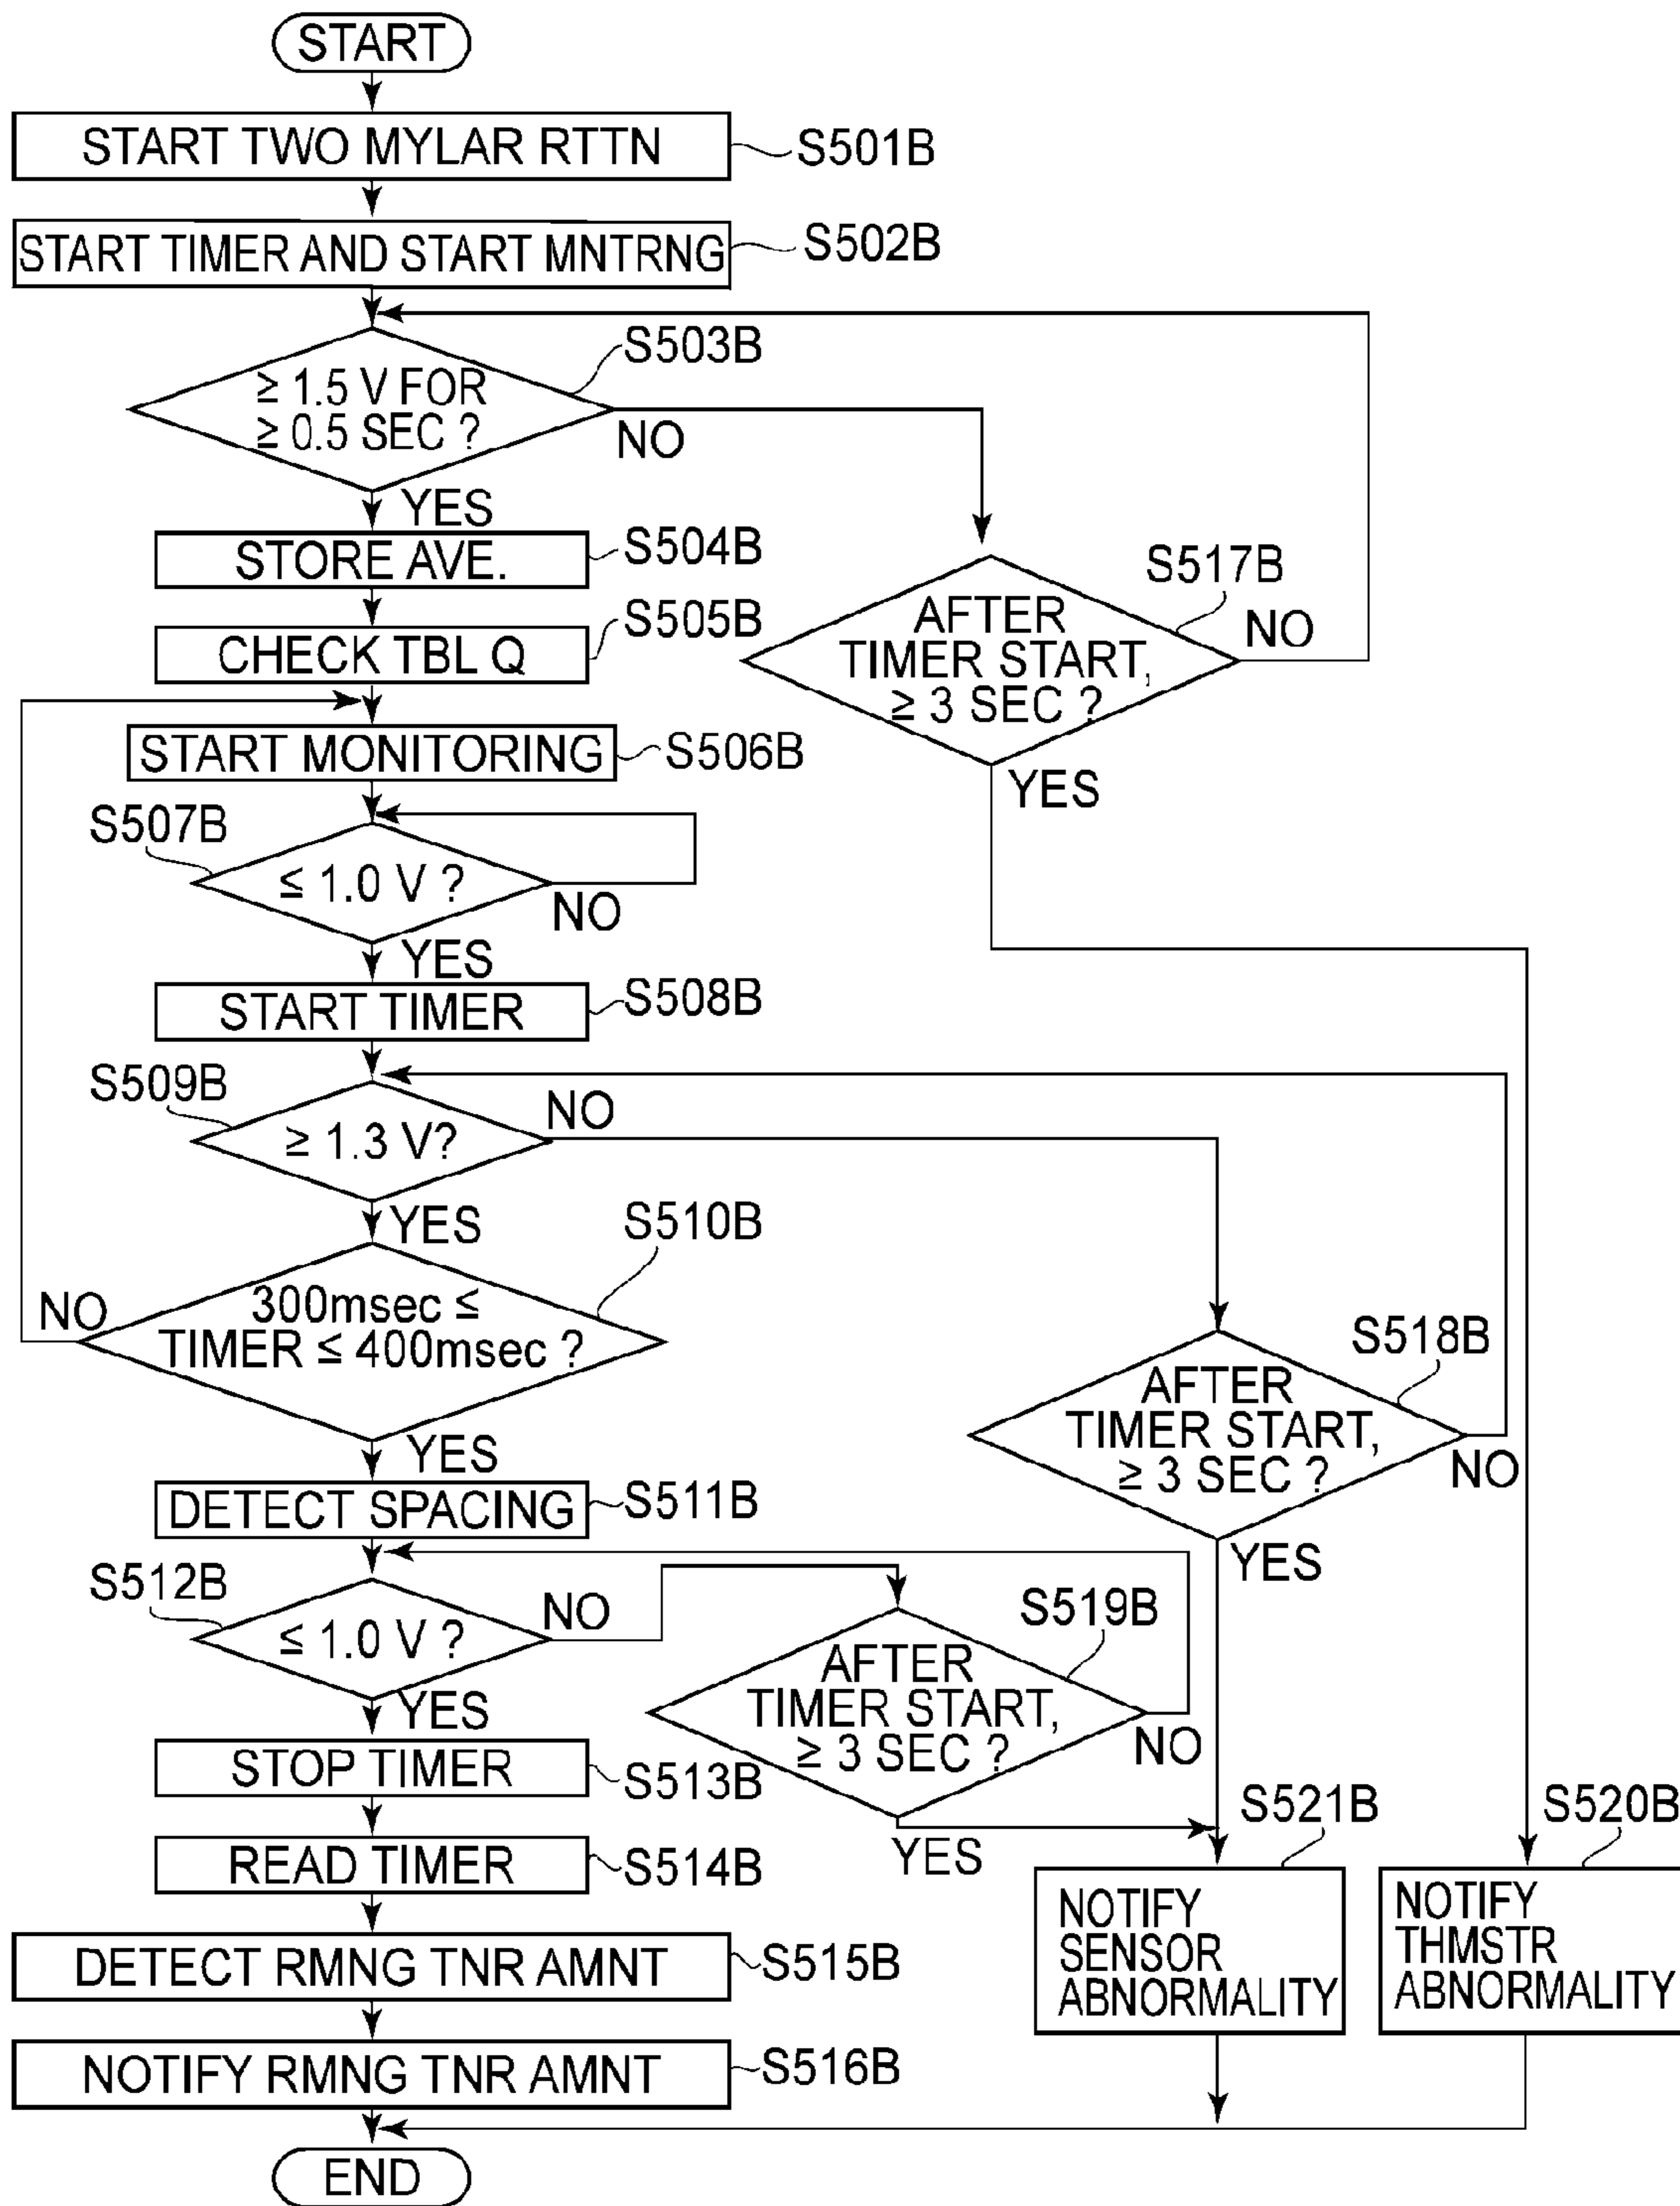 START
START TWO MYLAR RTTN
S501B
START TIMER AND START MNTRNG
S502B
S503B
≥ 1.5 V FOR
≥ 0.5 SEC ?
NO
YES
STORE AVE.
S504B
S517B
AFTER
TIMER START,
≥ 3 SEC ?
NO
YES
CHECK TBL Q
S505B
START MONITORING
S506B
S507B
≤ 1.0 V ?
NO
YES
START TIMER
S508B
S509B
≥ 1.3 V?
NO
YES
S510B
300msec ≤
TIMER ≤ 400msec ?
NO
YES
S518B
AFTER
TIMER START,
≥ 3 SEC ?
NO
YES
DETECT SPACING
S511B
S512B
≤ 1.0 V ?
NO
YES
S519B
AFTER
TIMER START,
≥ 3 SEC ?
NO
YES
STOP TIMER
S513B
READ TIMER
S514B
S521B
NOTIFY
SENSOR
ABNORMALITY
S520B
NOTIFY
THMSTR
ABNORMALITY
DETECT RMNG TNR AMNT
S515B
NOTIFY RMNG TNR AMNT
S516B
END